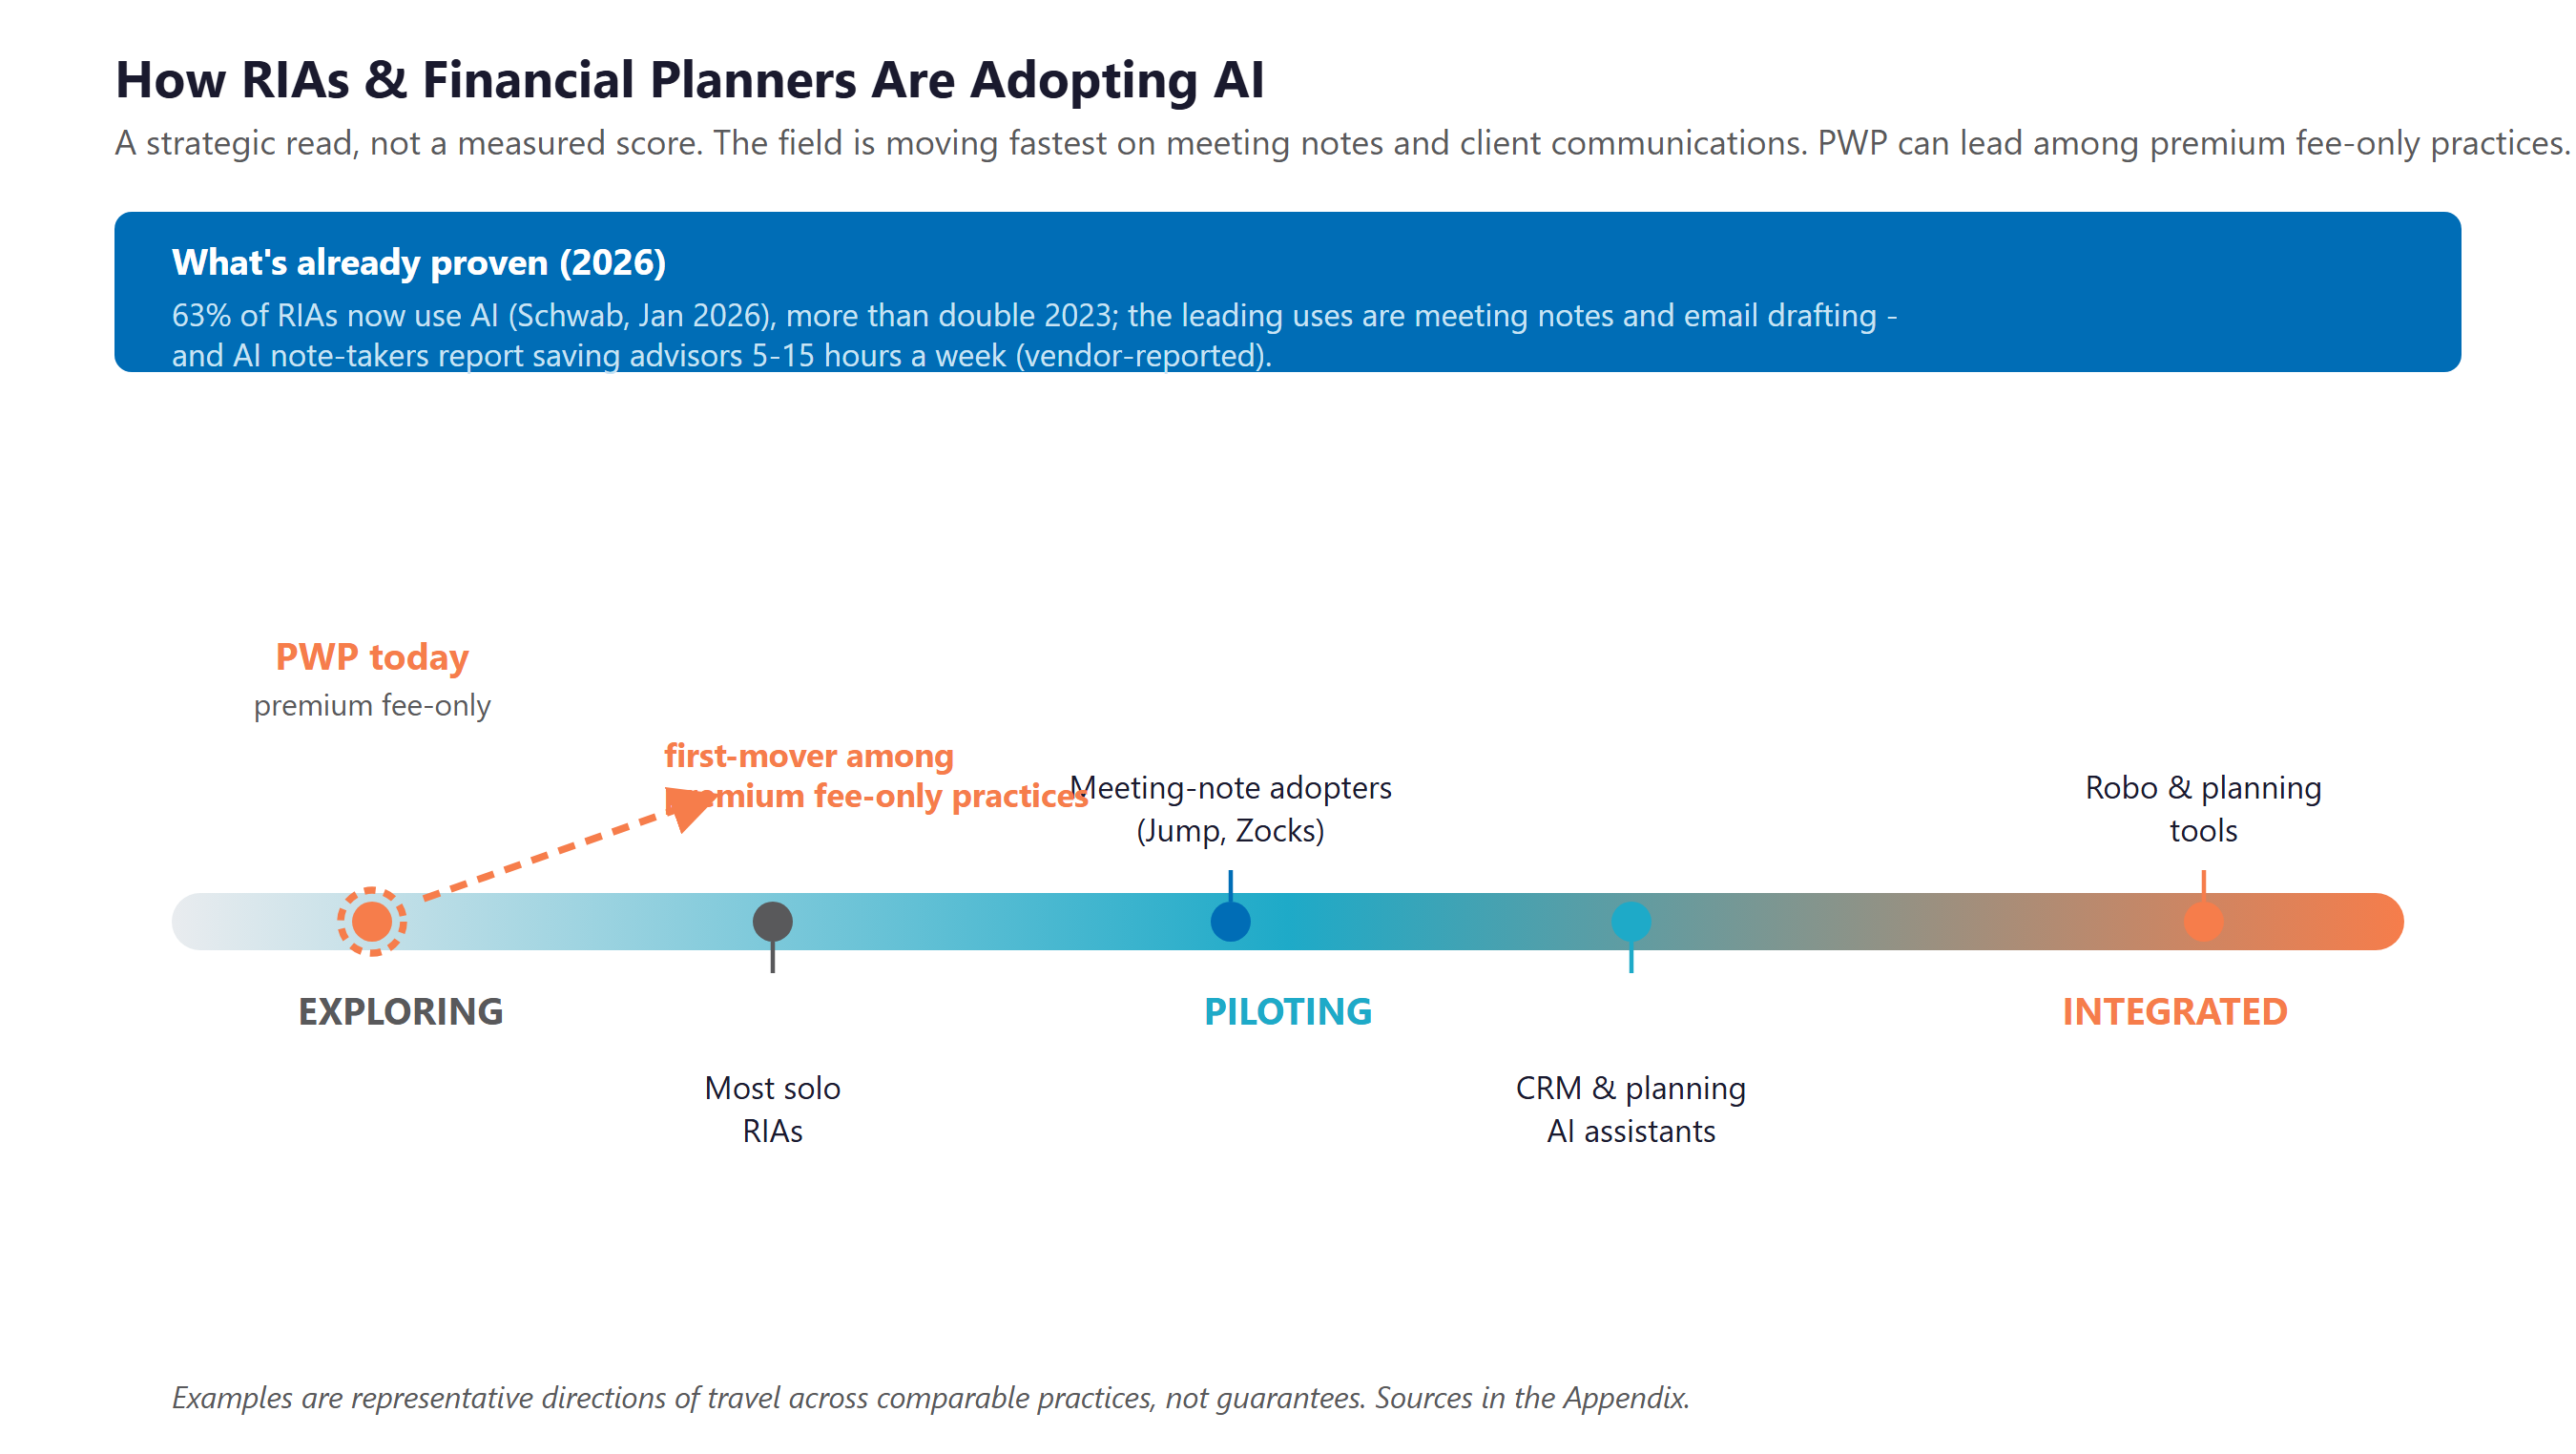 How RIAs & Financial Planners Are Adopting AI
A strategic read, not a measured score. The field is moving fastest on meeting notes and client communications. PWP can lead among premium fee-only practices.
What's already proven (2026)
63% of RIAs now use AI (Schwab, Jan 2026), more than double 2023; the leading uses are meeting notes and email drafting -
and AI note-takers report saving advisors 5-15 hours a week (vendor-reported).
PWP today
premium fee-only
first-mover among
premium fee-only practices
Meeting-note adopters
(Jump, Zocks)
Robo & planning
tools
EXPLORING
PILOTING
INTEGRATED
Most solo
RIAs
CRM & planning
AI assistants
Examples are representative directions of travel across comparable practices, not guarantees. Sources in the Appendix.